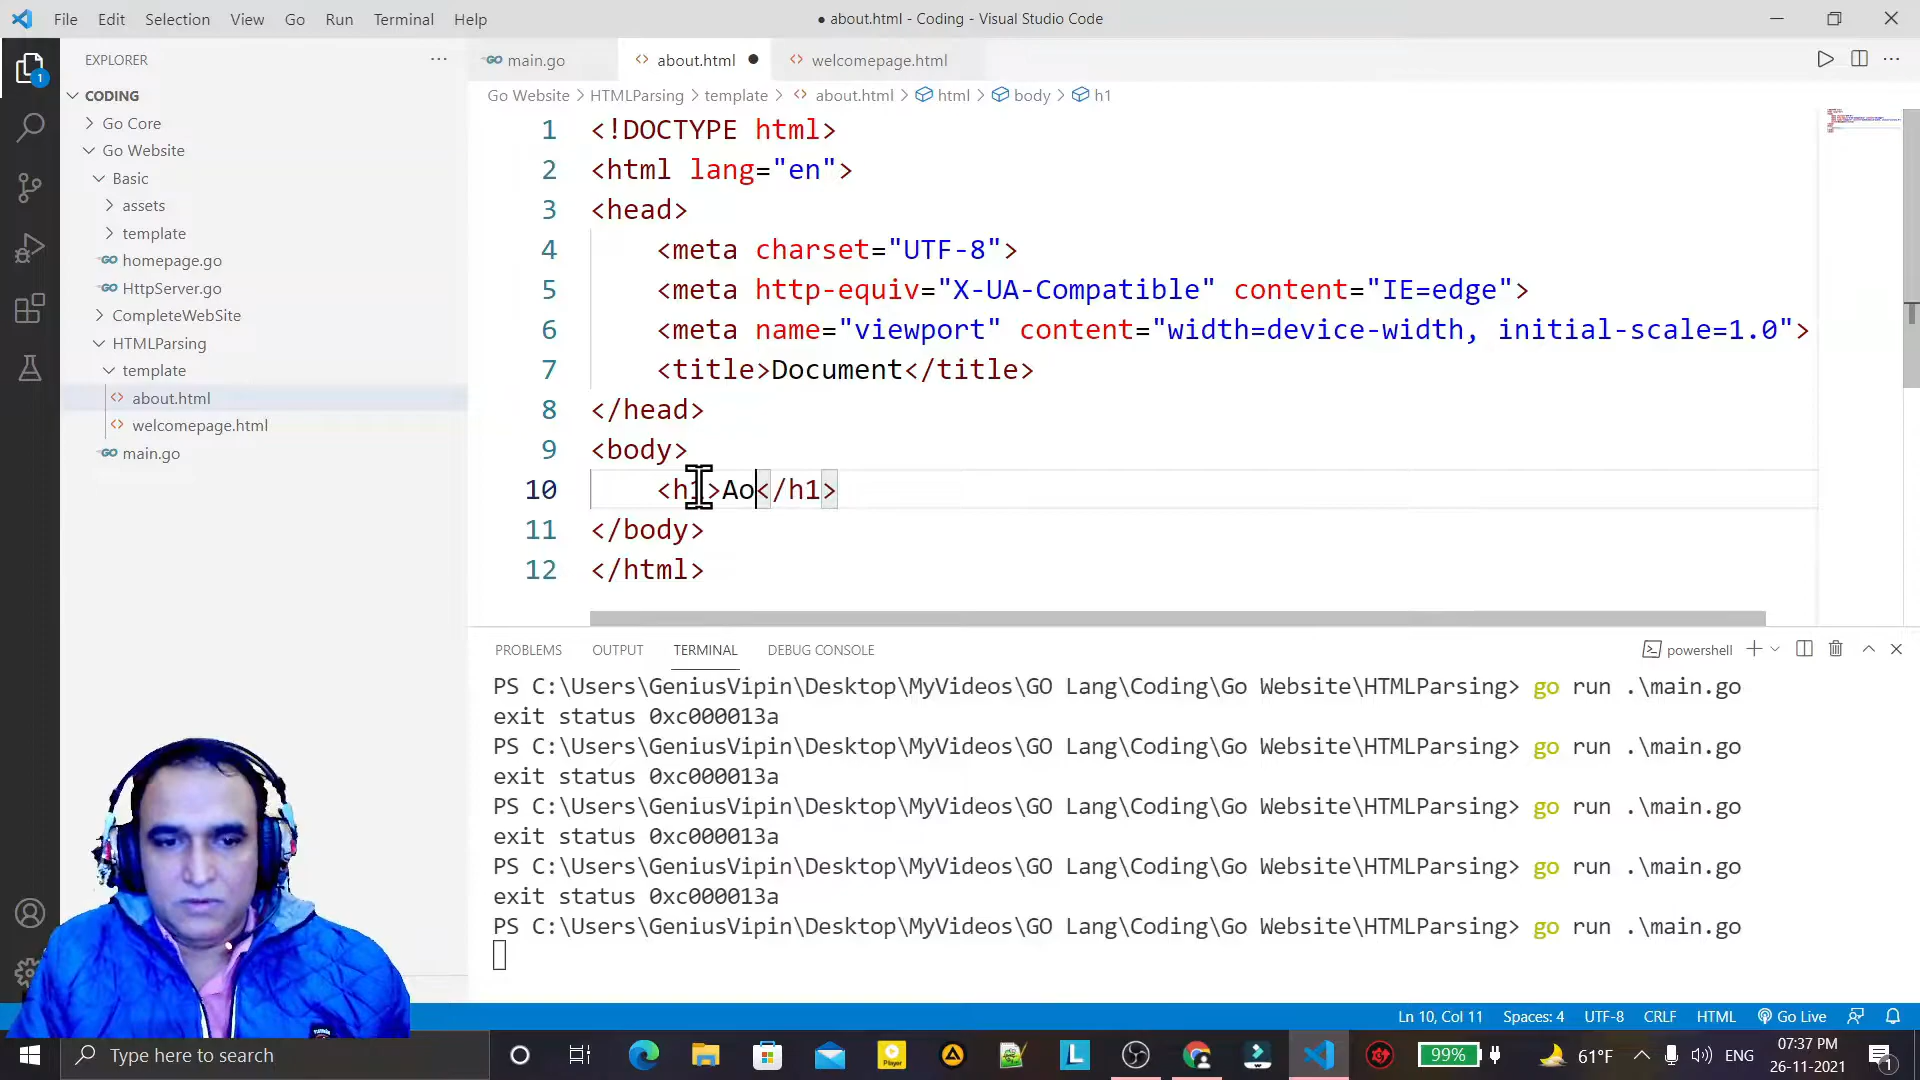 File Edit Selection View Go Run Terminal Help
● about.html - Coding - Visual Studio Code
EXPLORER
1
CODING
Go Core
Go Website
Basic
assets
template
homepage.go
HttpServer.go
CompleteWebSite
HTMLParsing
template
about.html
welcomepage.html
main.go
main.go about.html welcomepage.html
Go Website > HTMLParsing > template > about.html > html > body > h1
1 <!DOCTYPE html>
2 <html lang="en">
3 <head>
4 <meta charset="UTF-8">
5 <meta http-equiv="X-UA-Compatible" content="IE=edge">
6 <meta name="viewport" content="width=device-width, initial-scale=1.0">
7 <title>Document</title>
8 </head>
9 <body>
10 <h1>Ao</h1>
11 </body>
12 </html>
PROBLEMS OUTPUT TERMINAL DEBUG CONSOLE
powershell
PS C:\Users\GeniusVipin\Desktop\MyVideos\GO Lang\Coding\Go Website\HTMLParsing> go run .\main.go
exit status 0xc000013a
PS C:\Users\GeniusVipin\Desktop\MyVideos\GO Lang\Coding\Go Website\HTMLParsing> go run .\main.go
exit status 0xc000013a
PS C:\Users\GeniusVipin\Desktop\MyVideos\GO Lang\Coding\Go Website\HTMLParsing> go run .\main.go
exit status 0xc000013a
PS C:\Users\GeniusVipin\Desktop\MyVideos\GO Lang\Coding\Go Website\HTMLParsing> go run .\main.go
exit status 0xc000013a
PS C:\Users\GeniusVipin\Desktop\MyVideos\GO Lang\Coding\Go Website\HTMLParsing> go run .\main.go
Ln 10, Col 11 Spaces: 4 UTF-8 CRLF HTML Go Live
Type here to search
Player
L
99%
61°F
ENG
07:37 PM
26-11-2021
1